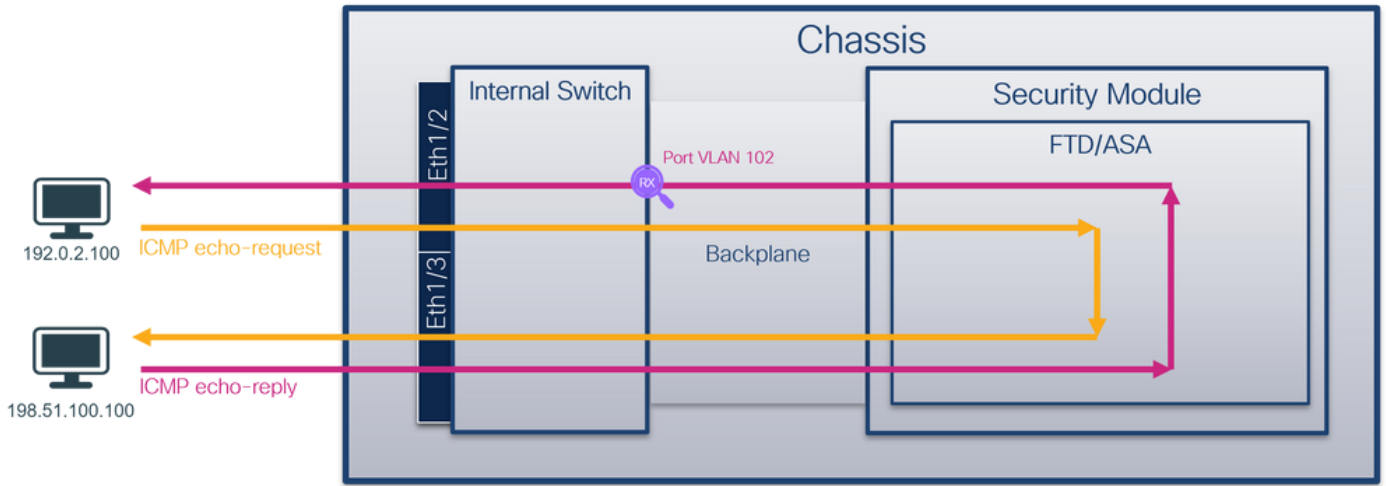 Chassis
Internal Switch
Security Module
FTD/ASA
Eth1/2
Port VLAN 102
RX
192.0.2.100
ICMP echo-request
Backplane
Eth1/3
ICMP echo-reply
198.51.100.100